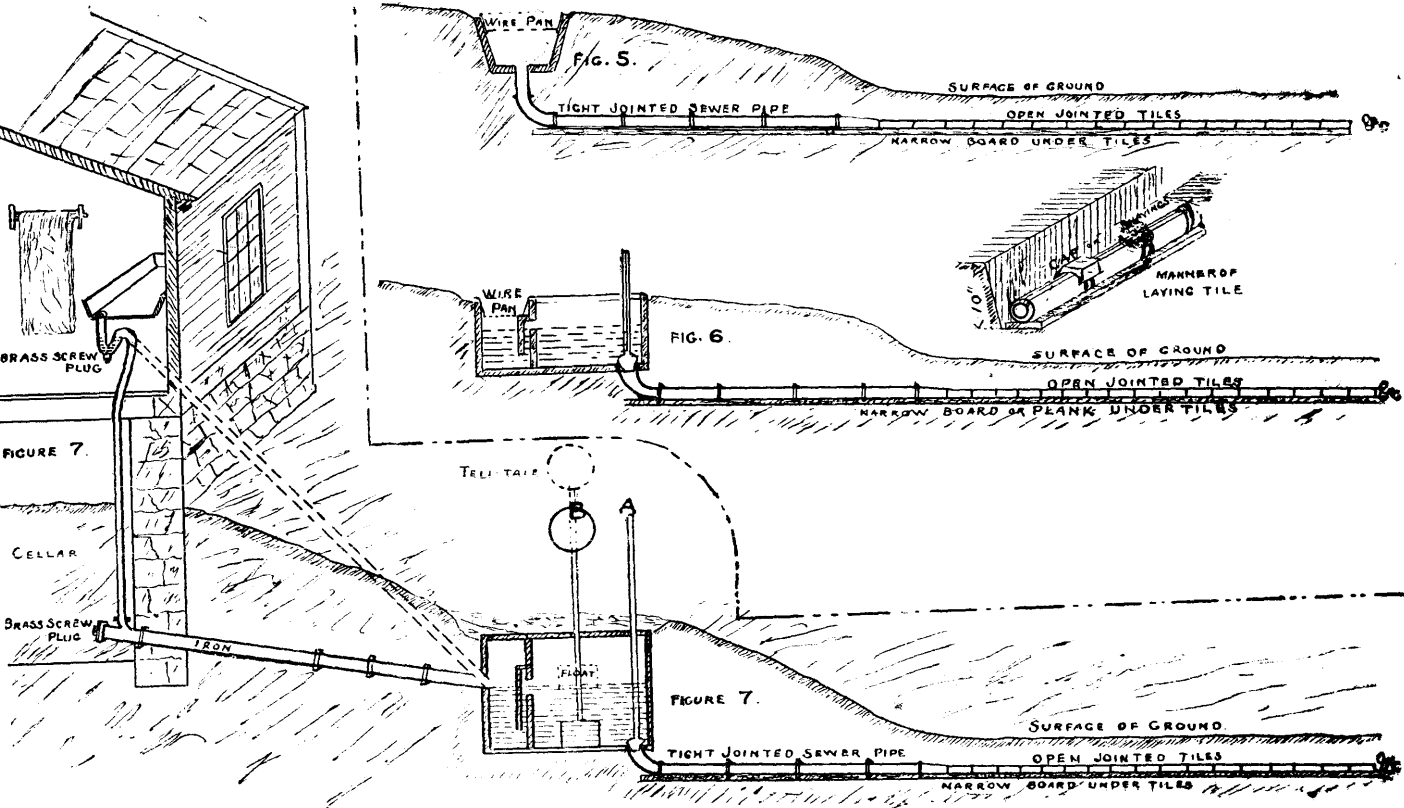 WIRE PAN
FIG. 5.
TIGHT JOINTED SEWER PIPE
SURFACE OF GROUND
OPEN JOINTED TILES
NARROW BOARD UNDER TILES
CAP
SHAVINGS
10"
MANNER OF
LAYING TILE
WIRE
PAN
FIG. 6.
SURFACE OF GROUND
OPEN JOINTED TILES
NARROW BOARD OR PLANK UNDER TILES
BRASS SCREW
PLUG
FIGURE 7.
CELLAR
BRASS SCREW
PLUG
IRON
TELL-TALE
B
A
FLOAT
FIGURE 7.
TIGHT JOINTED SEWER PIPE
SURFACE OF GROUND.
OPEN JOINTED TILES
NARROW BOARD UNDER TILES